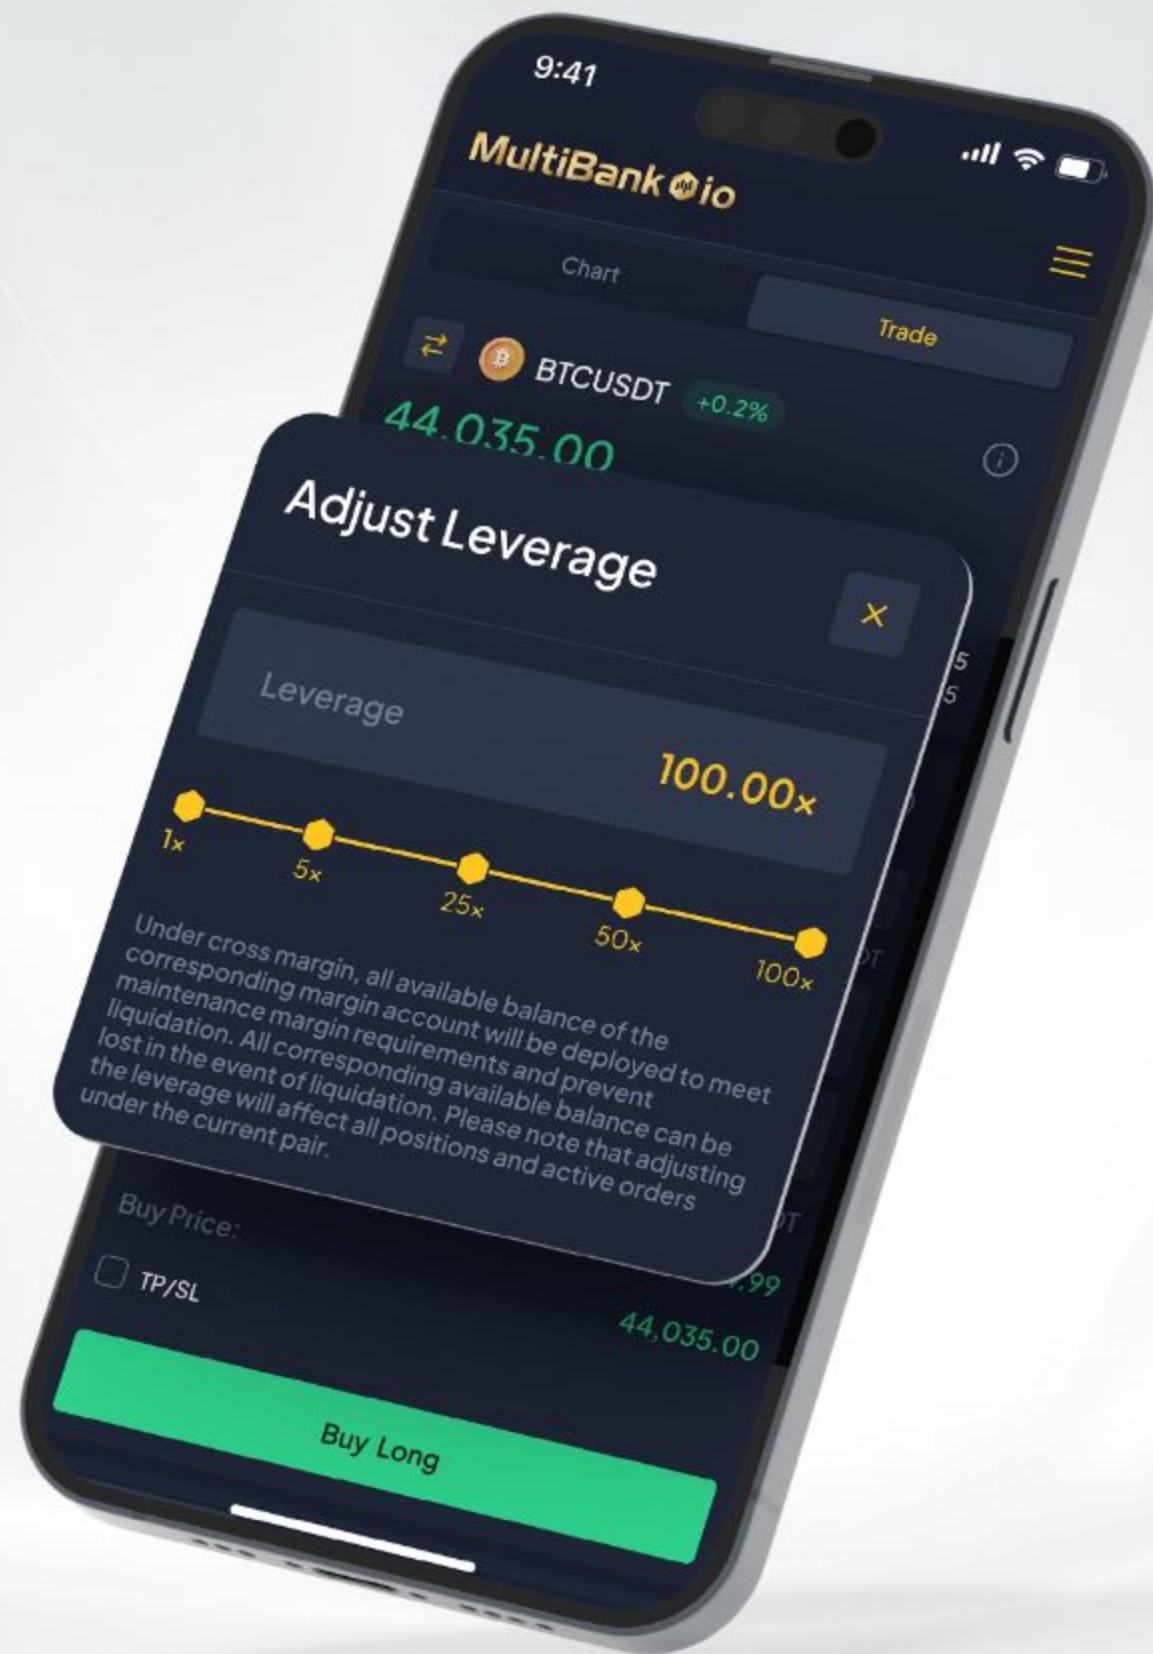 9:41
MultiBank io
Chart
Trade
BTCUSDT
+0.2%
44,035.00
Adjust Leverage
Leverage
100.00x
1x
5x
25x
50x
100x
Under cross margin, all available balance of the
corresponding margin account will be deployed to meet
maintenance margin requirements and prevent
liquidation. All corresponding available balance can be
lost in the event of liquidation. Please note that adjusting
the leverage will affect all positions and active orders
under the current pair.
Buy Price:
TP/SL
44,035.00
Buy Long